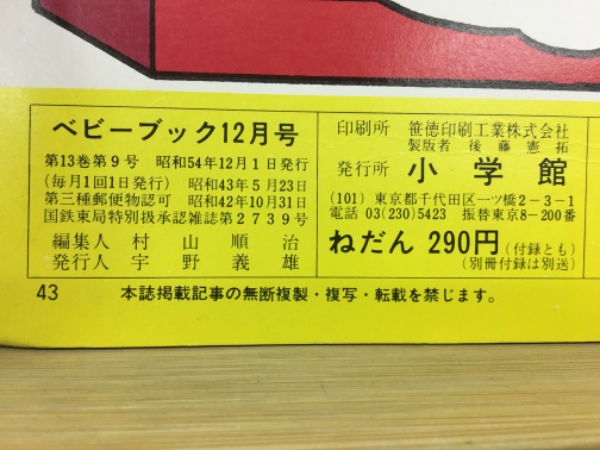 ベビーブック12月号
第13巻第9号 昭和54年12月1日発行
(毎月1回1日発行) 昭和43年5月23日
第三種郵便物認可 昭和42年10月31日
国鉄東局特別扱承認雑誌第2739号
編集人 村山順治
発行人 宇野義雄
印刷所 笹徳印刷工業株式会社
製版者 後藤憲拓
発行所 小学館
(101) 東京都千代田区一ツ橋2-3-1
電話 03(230)5423 振替東京8-200番
ねだん 290円(付録とも)
(別冊付録は別送)
43 本誌掲載記事の無断複製・複写・転載を禁じます。